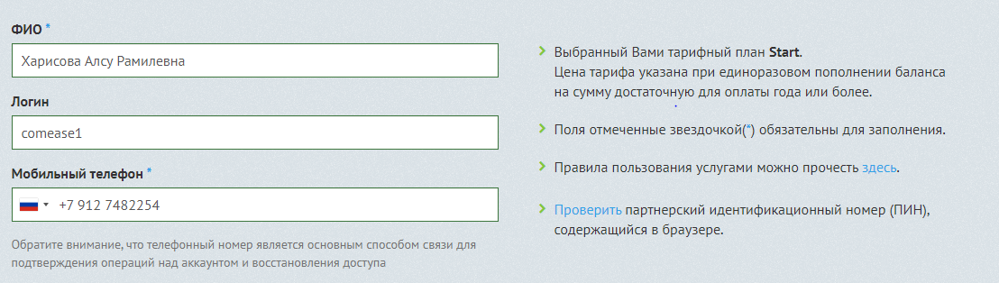 ФИО *
Харисова Алсу Рамилевна
Логин
comease1
Мобильный телефон *
+7 912 7482254
Обратите внимание, что телефонный номер является основным способом связи для
подтверждения операций над аккаунтом и восстановления доступа
Выбранный Вами тарифный план Start.
Цена тарифа указана при единоразовом пополнении баланса
на сумму достаточную для оплаты года или более.
Поля отмеченные звездочкой(*) обязательны для заполнения.
Правила пользования услугами можно прочесть здесь.
Проверить партнерский идентификационный номер (ПИН),
содержащийся в браузере.